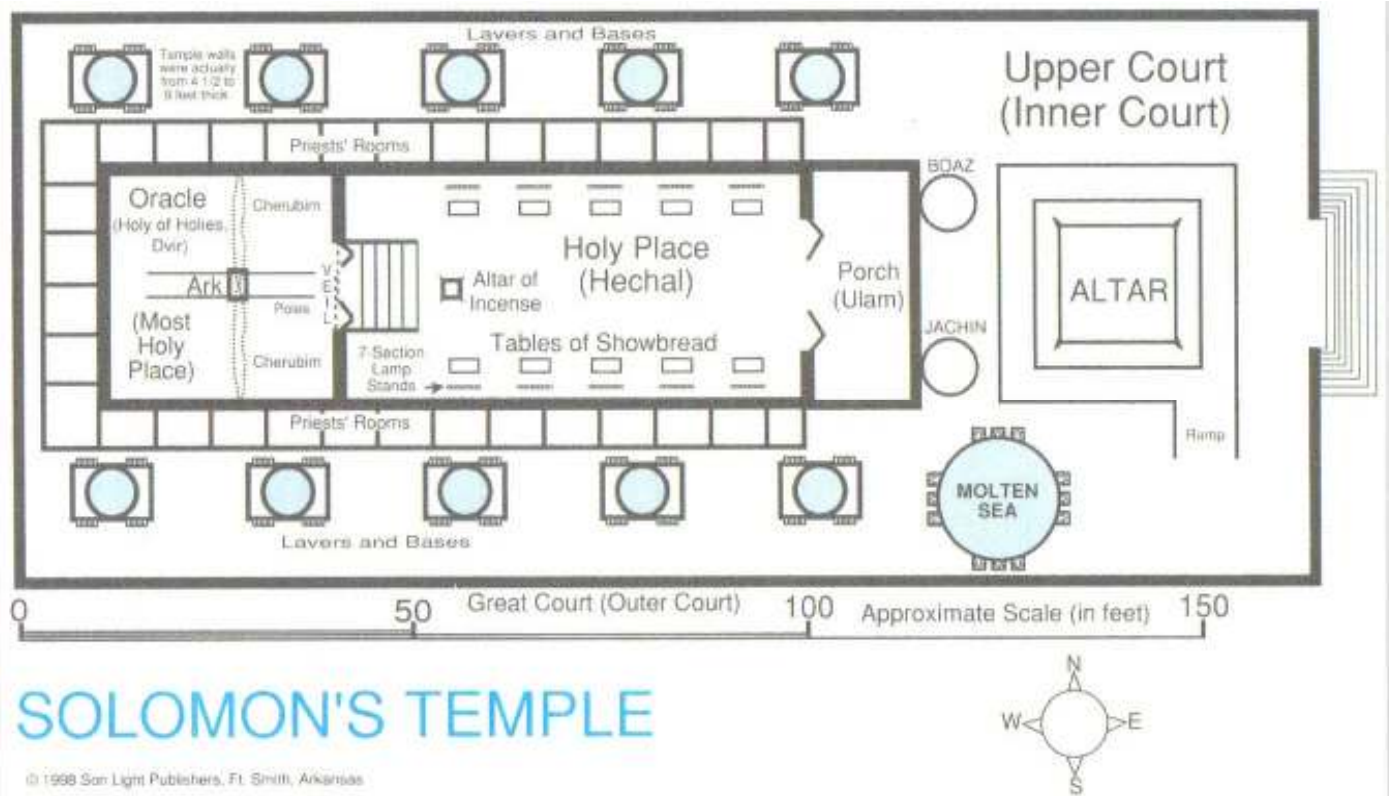 Lavers and Bases
Temple walls
were actually
from 4 1/2 to
9 feet thick.
Upper Court
(Inner Court)
Priests' Rooms
BOAZ
Oracle
(Holy of Holies,
Dvir)
Cherubim
Holy Place
(Hechal)
Porch
(Ulam)
ALTAR
Ark
Poles
VEIL
Altar of
Incense
(Most
Holy
Place)
Cherubim
7-Section
Lamp
Stands
Tables of Showbread
JACHIN
Priests' Rooms
Ramp
MOLTEN
SEA
Lavers and Bases
0 50 Great Court (Outer Court) 100 Approximate Scale (in feet) 150
SOLOMON'S TEMPLE
N
W E
S
© 1998 Son Light Publishers, Ft. Smith, Arkansas